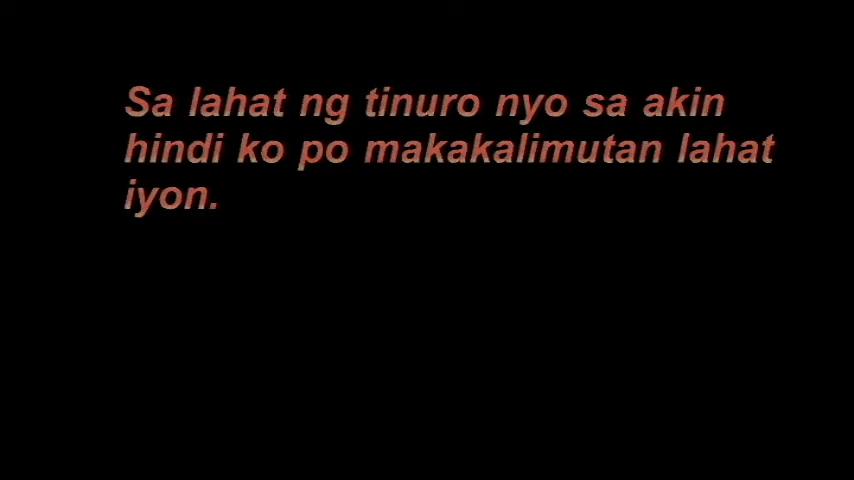 Sa lahat ng tinuro nyo sa akin
hindi ko po makakalimutan lahat
iyon.